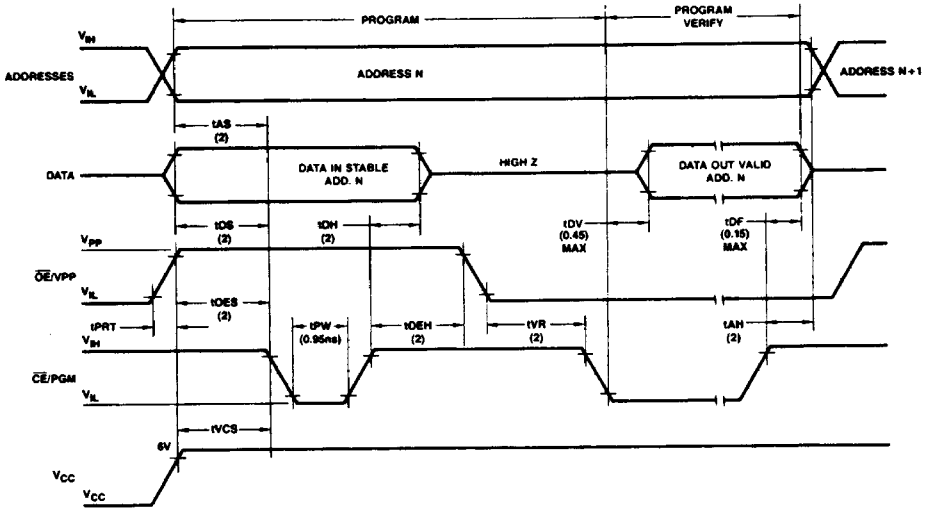 PROGRAM
PROGRAM
VERIFY
VIH
ADDRESSES
ADDRESS N
ADDRESS N+1
VIL
tAS
(2)
DATA
DATA IN STABLE
ADD. N
HIGH Z
DATA OUT VALID
ADD. N
tDS
(2)
tDH
(2)
tDV
(0.45)
MAX
tDF
(0.15)
MAX
VPP
OE/VPP
VIL
tOES
(2)
tPRT
tPW
(0.95ns)
tOEH
(2)
tVR
(2)
tAH
(2)
VIH
CE/PGM
VIL
tVCS
6V
VCC
VCC